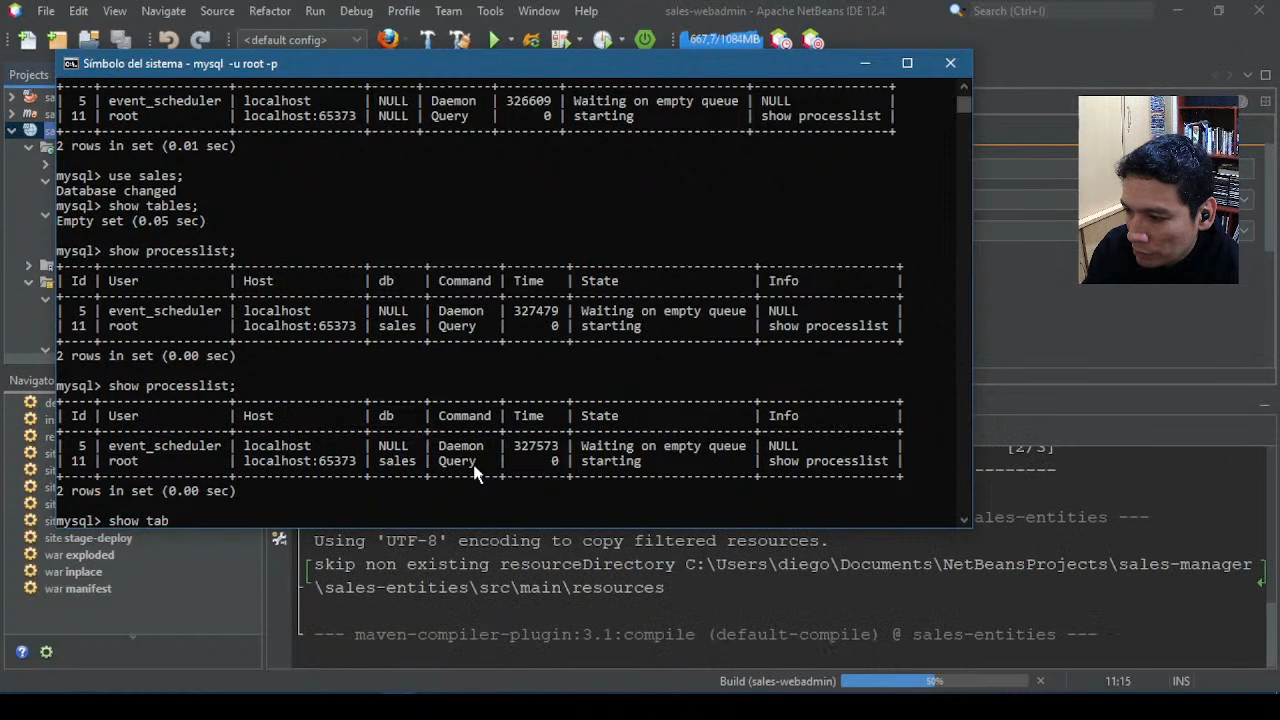 File Edit View Navigate Source Refactor Run Debug Profile Team Tools Window Help sales-webadmin - Apache NetBeans IDE 12.4 Search (Ctrl+I)
<default config> 667,7/1084MB
Projects
Símbolo del sistema - mysql -u root -p
| 5 | event_scheduler | localhost | NULL | Daemon | 326609 | Waiting on empty queue | NULL |
| 11 | root | localhost:65373 | NULL | Query | 0 | starting | show processlist |
2 rows in set (0.01 sec)
mysql> use sales;
Database changed
mysql> show tables;
Empty set (0.05 sec)
mysql> show processlist;
| Id | User | Host | db | Command | Time | State | Info |
| 5 | event_scheduler | localhost | NULL | Daemon | 327479 | Waiting on empty queue | NULL |
| 11 | root | localhost:65373 | sales | Query | 0 | starting | show processlist |
2 rows in set (0.00 sec)
mysql> show processlist;
| Id | User | Host | db | Command | Time | State | Info |
| 5 | event_scheduler | localhost | NULL | Daemon | 327573 | Waiting on empty queue | NULL |
| 11 | root | localhost:65373 | sales | Query | 0 | starting | show processlist |
2 rows in set (0.00 sec)
mysql> show tab
Navigator
[2/3]
--------
ales-entities ---
Using 'UTF-8' encoding to copy filtered resources.
skip non existing resourceDirectory C:\Users\diego\Documents\NetBeansProjects\sales-manager
\sales-entities\src\main\resources
--- maven-compiler-plugin:3.1:compile (default-compile) @ sales-entities ---
site stage-deploy
war exploded
war inplace
war manifest
Build (sales-webadmin) 50% 11:15 INS